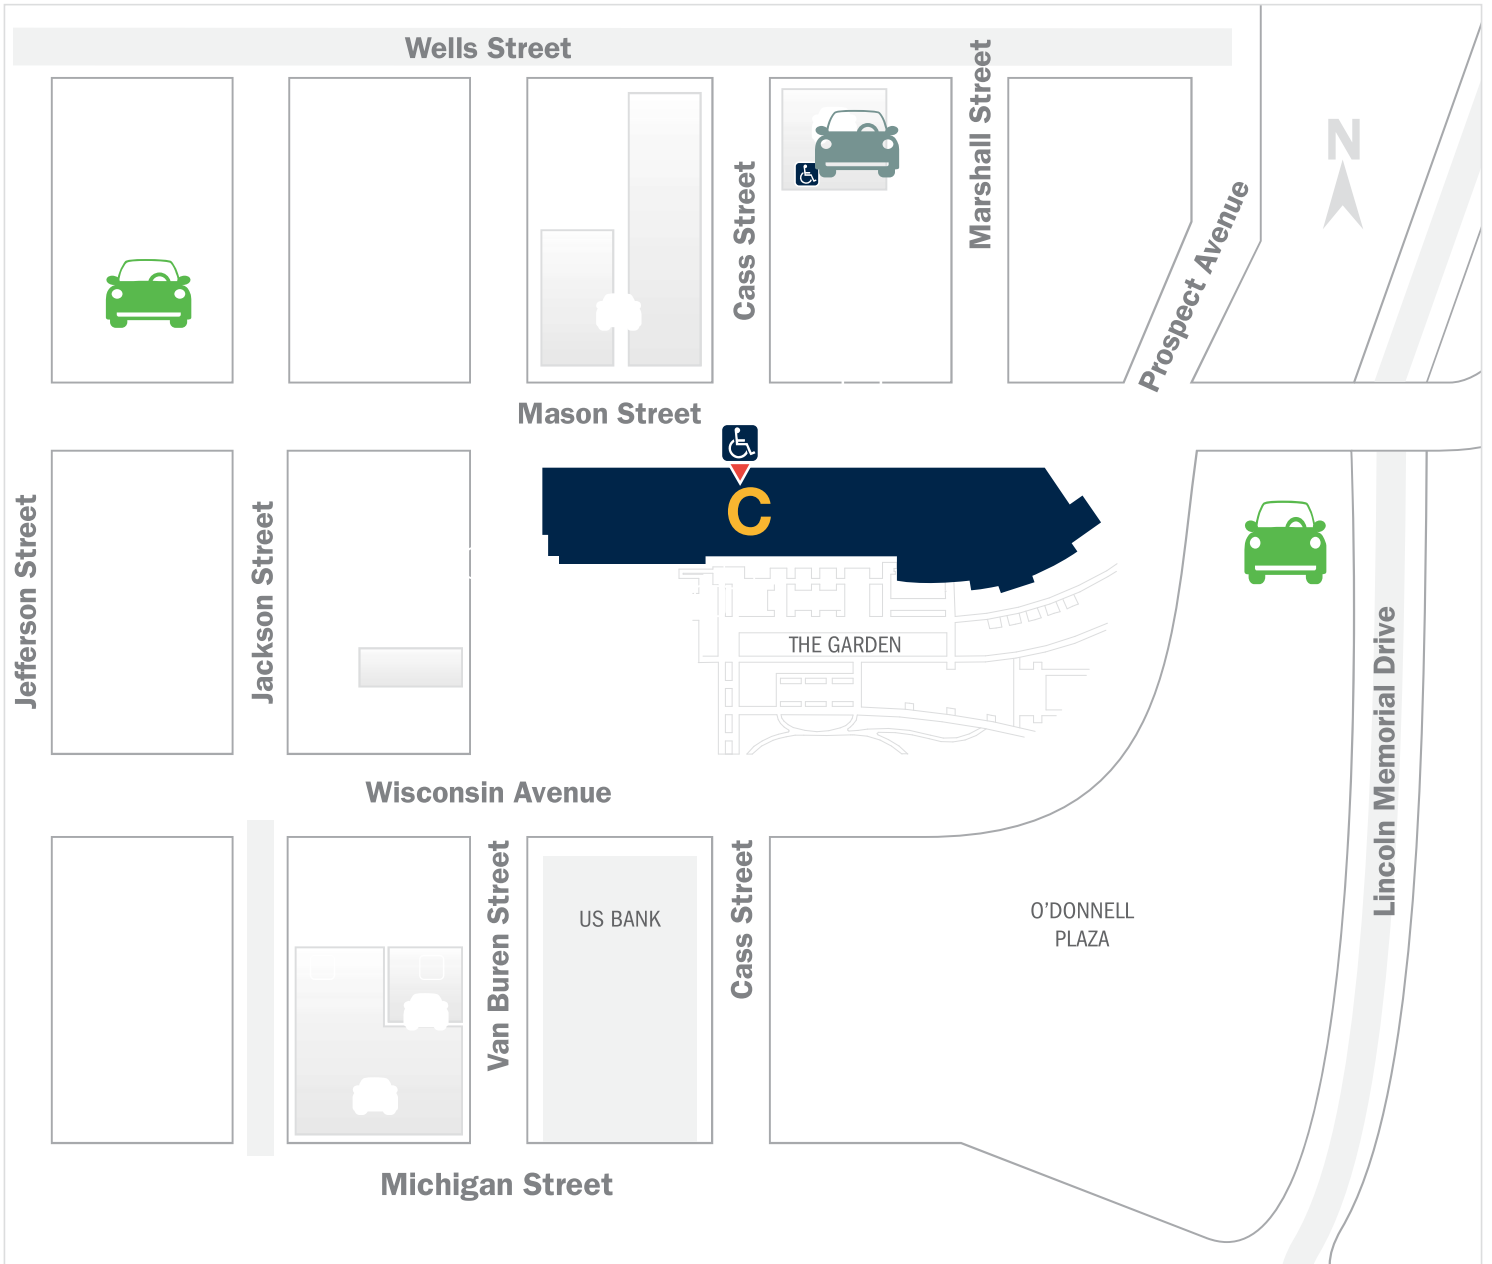 Wells Street
Marshall Street
N
Cass Street
Prospect Avenue
Mason Street
C
Jefferson Street
Jackson Street
THE GARDEN
Lincoln Memorial Drive
Wisconsin Avenue
Van Buren Street
US BANK
Cass Street
O'DONNELL
PLAZA
Michigan Street